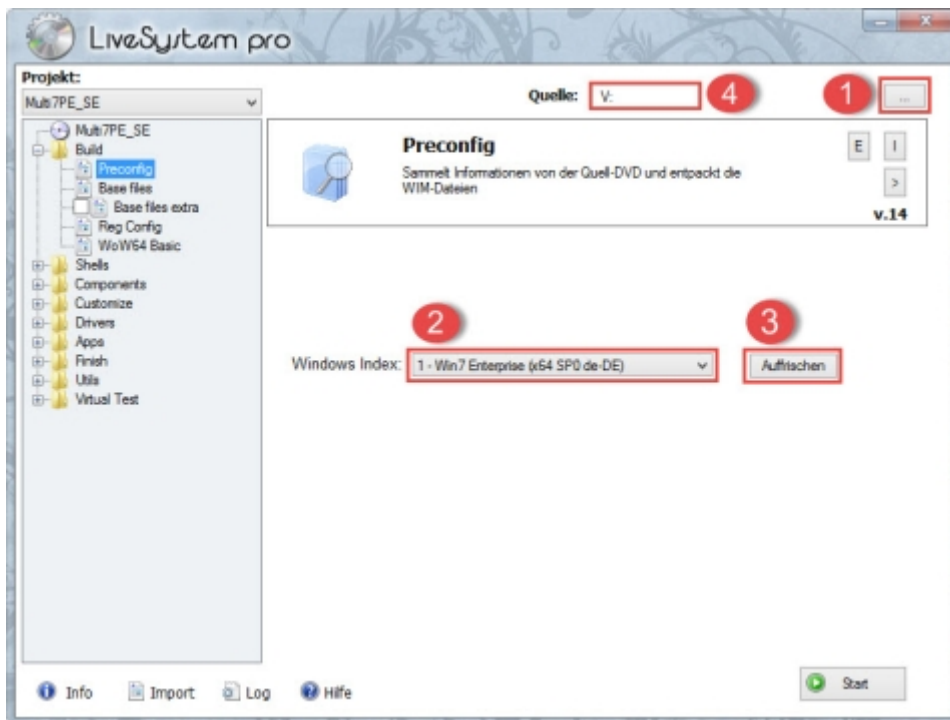 LiveSystem pro
Projekt:
Multi7PE_SE
Quelle: V: 4 1 ...
Multi7PE_SE
Build
Preconfig
Base files
Base files extra
Reg Config
WoW64 Basic
Shells
Components
Customize
Drivers
Apps
Finish
Utils
Virtual Test
Preconfig
Sammelt Informationen von der Quell-DVD und entpackt die
WIM-Dateien
E I
>
v.14
2 3
Windows Index: 1 - Win7 Enterprise (x64 SP0 de-DE) Auffrischen
Info Import Log Hilfe Start